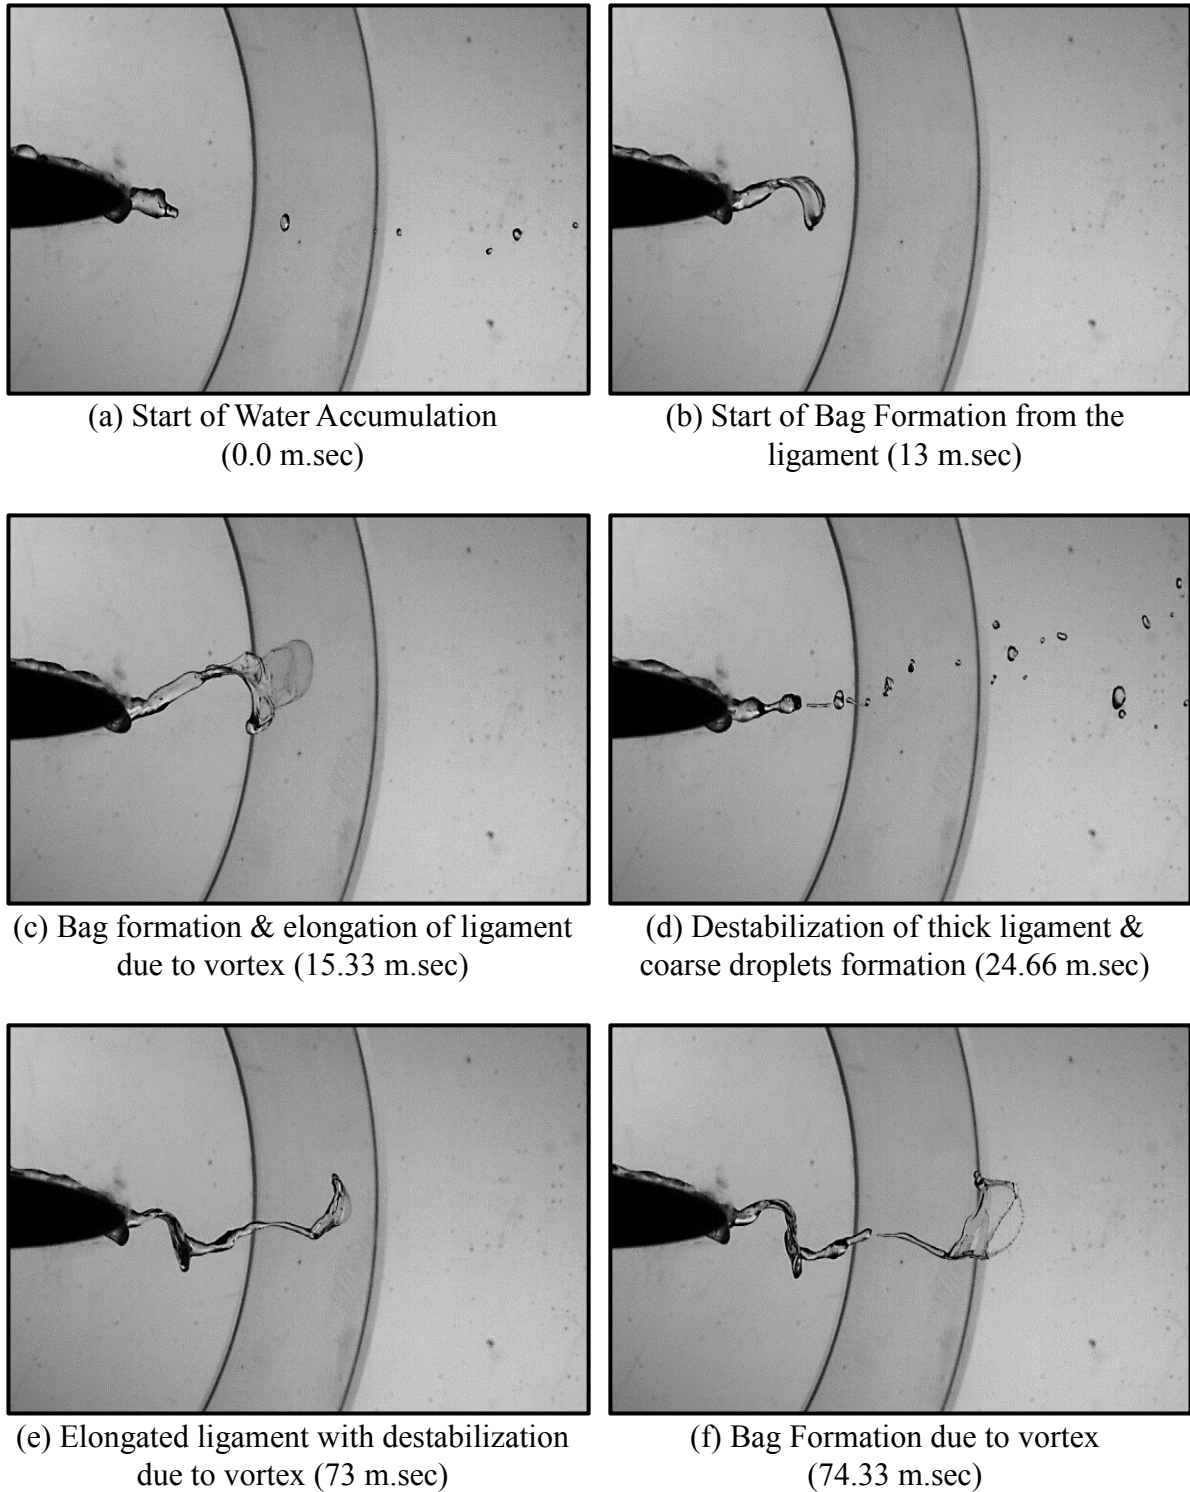 (a) Start of Water Accumulation
(0.0 m.sec)
(b) Start of Bag Formation from the
ligament (13 m.sec)
(c) Bag formation & elongation of ligament
due to vortex (15.33 m.sec)
(d) Destabilization of thick ligament &
coarse droplets formation (24.66 m.sec)
(e) Elongated ligament with destabilization
due to vortex (73 m.sec)
(f) Bag Formation due to vortex
(74.33 m.sec)